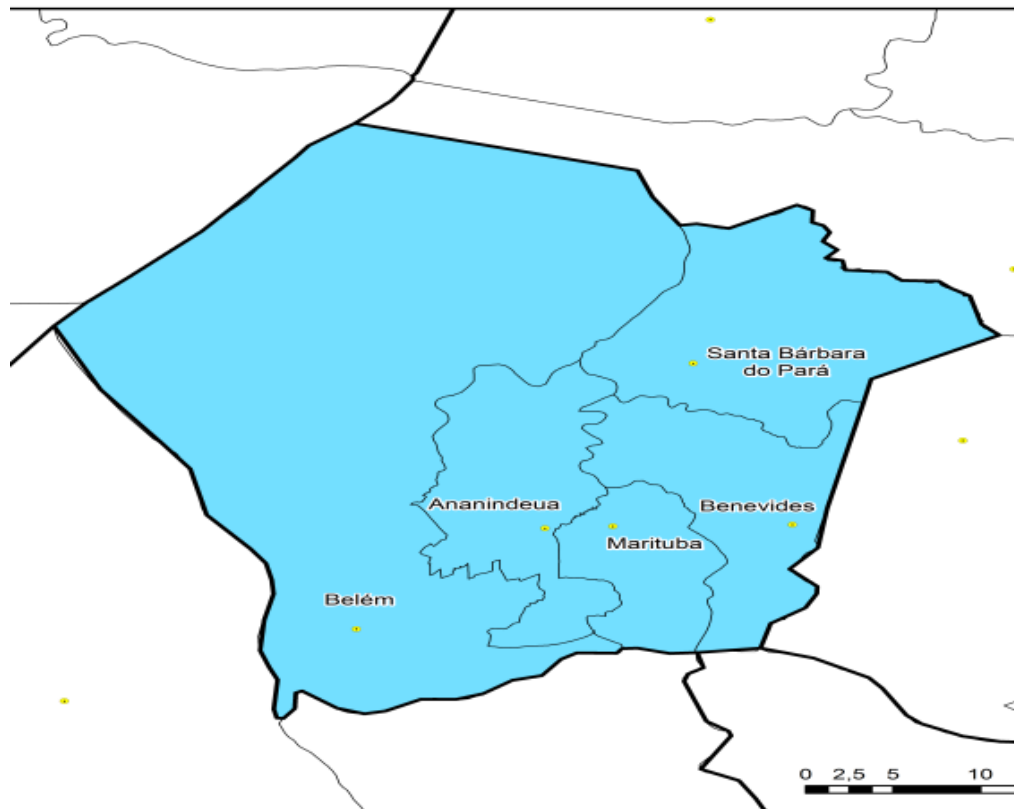 Santa Bárbara
do Pará
Ananindeua
Benevides
Marituba
Belém
0 2,5 5 10